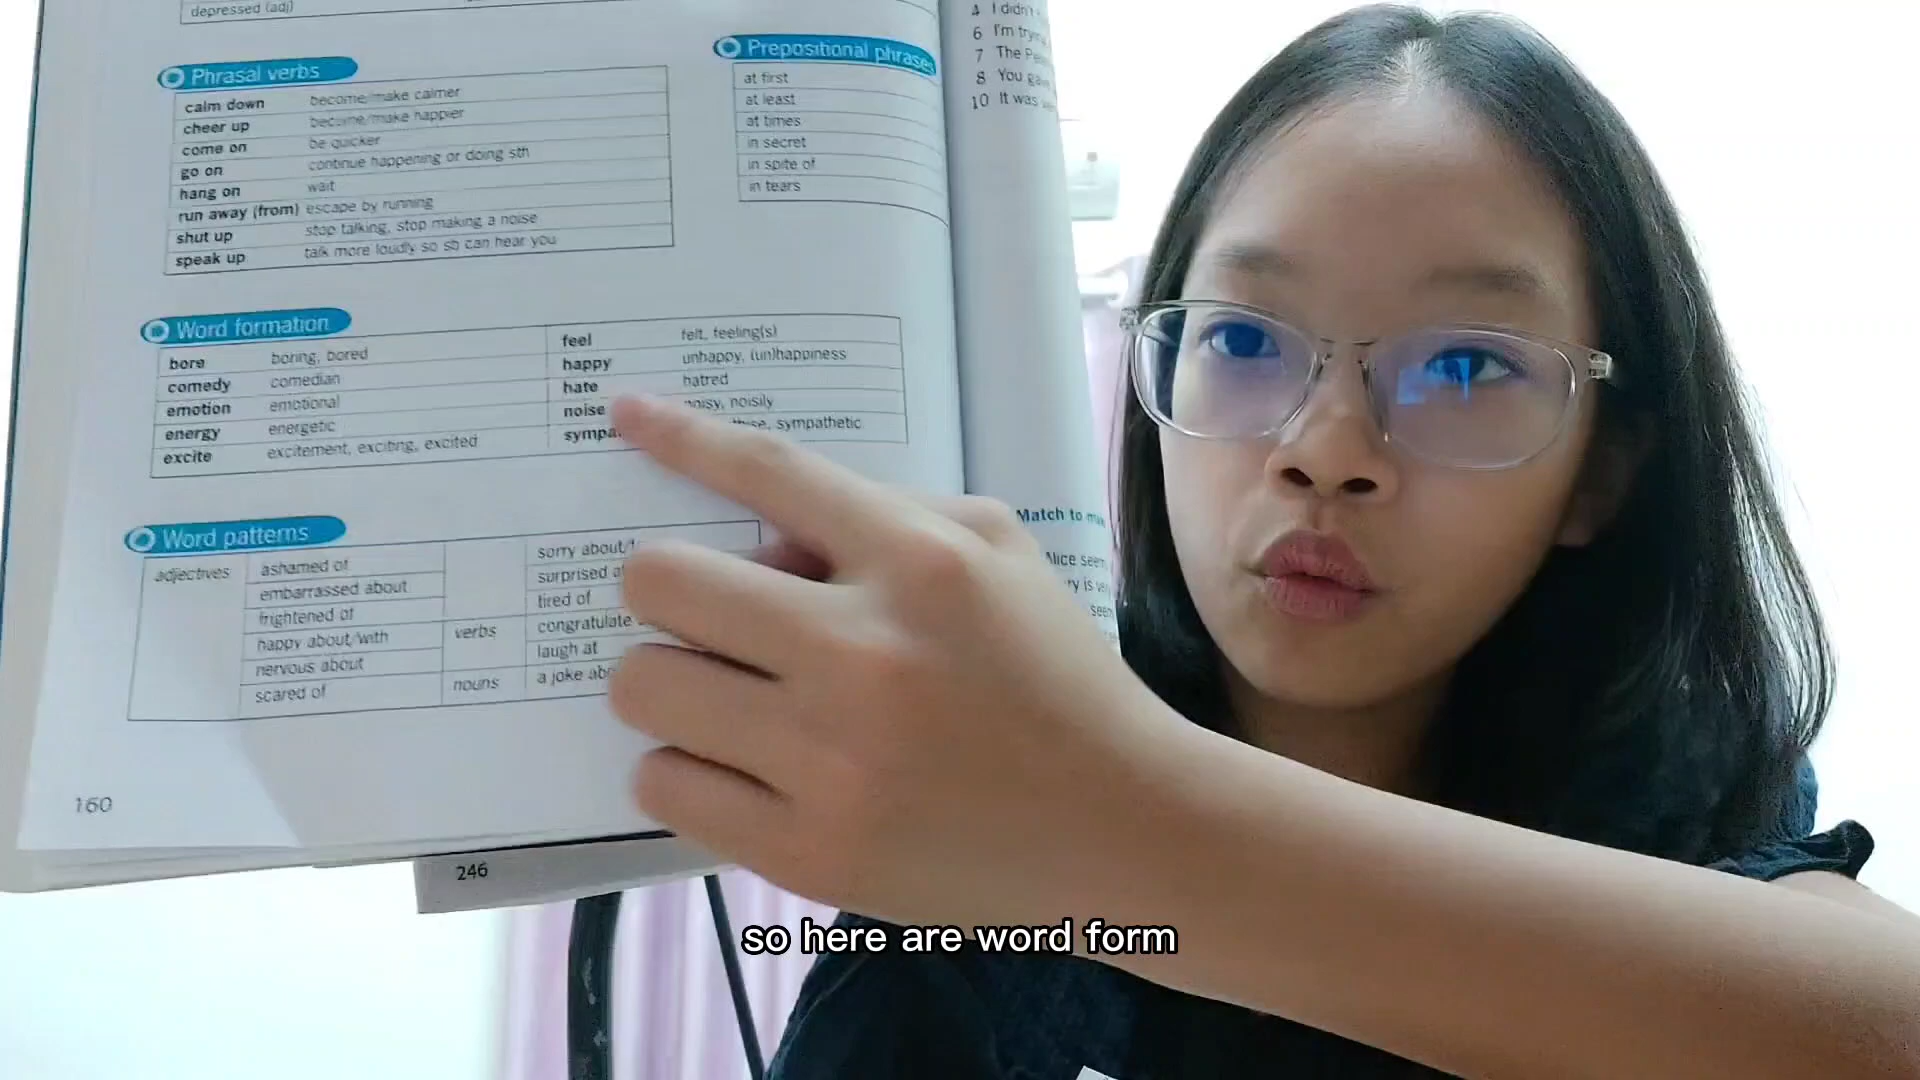 depressed (adj)
Phrasal verbs
calm down become/make calmer
cheer up become/make happier
come on be quicker
go on continue happening or doing sth
hang on wait
run away (from) escape by running
shut up stop talking, stop making a noise
speak up talk more loudly so sb can hear you
Prepositional phrases
at first
at least
at times
in secret
in spite of
in tears
Word formation
bore boring, bored
comedy comedian
emotion emotional
energy energetic
excite excitement, exciting, excited
feel felt, feeling(s)
happy unhappy, (un)happiness
hate hatred
noise noisy, noisily
sympathetic
Word patterns
adjectives
ashamed of
embarrassed about
frightened of
happy about/with
nervous about
scared of
sorry about
surprised
tired of
verbs
congratulate
laugh at
nouns
a joke
160
4 I didn't
6 I'm
7 The
8 You
10 It was
Match to
Alice
is
246
so here are word form